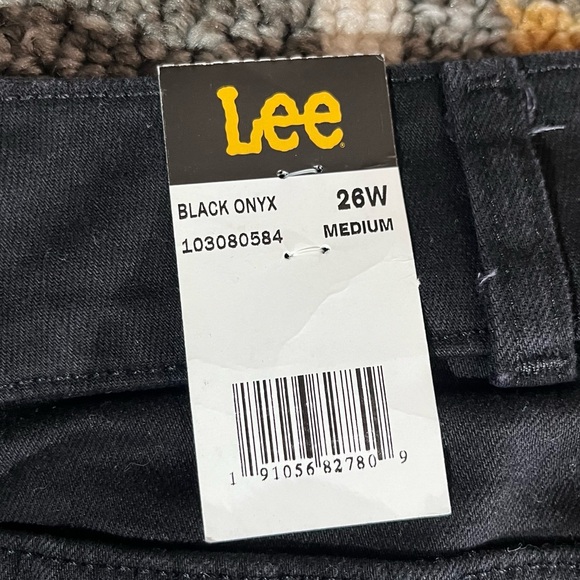 Lee
BLACK ONYX 26W
103080584 MEDIUM
1 91056 82780 9